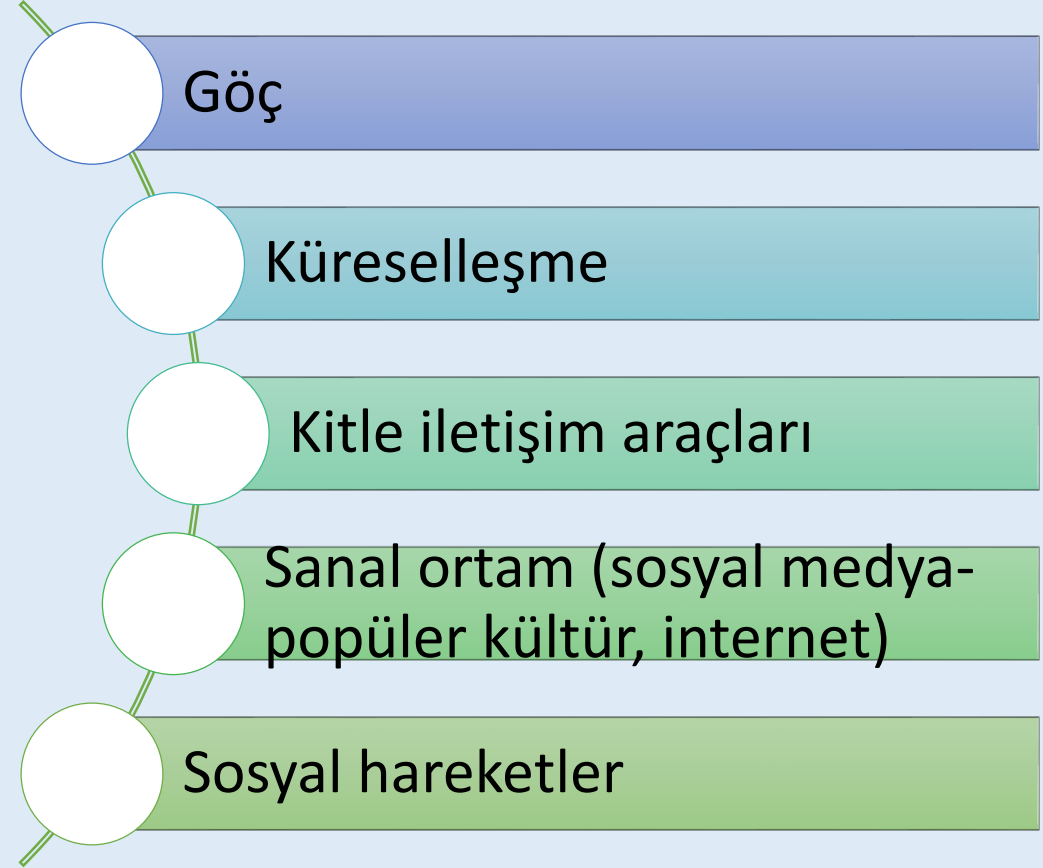 Göç
Küreselleşme
Kitle iletişim araçları
Sanal ortam (sosyal medya-
popüler kültür, internet)
Sosyal hareketler